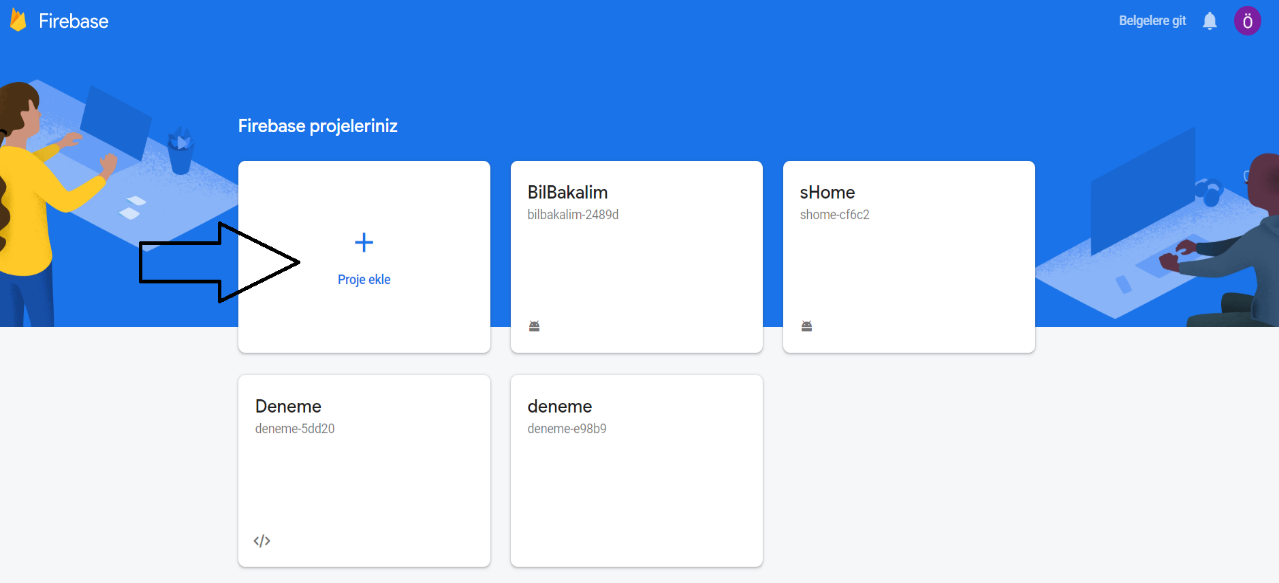 Firebase
Belgelere git
Ö
Firebase projeleriniz
Proje ekle
BilBakalim
bilbakalim-2489d
sHome
shome-cf6c2
Deneme
deneme-5dd20
deneme
deneme-e98b9